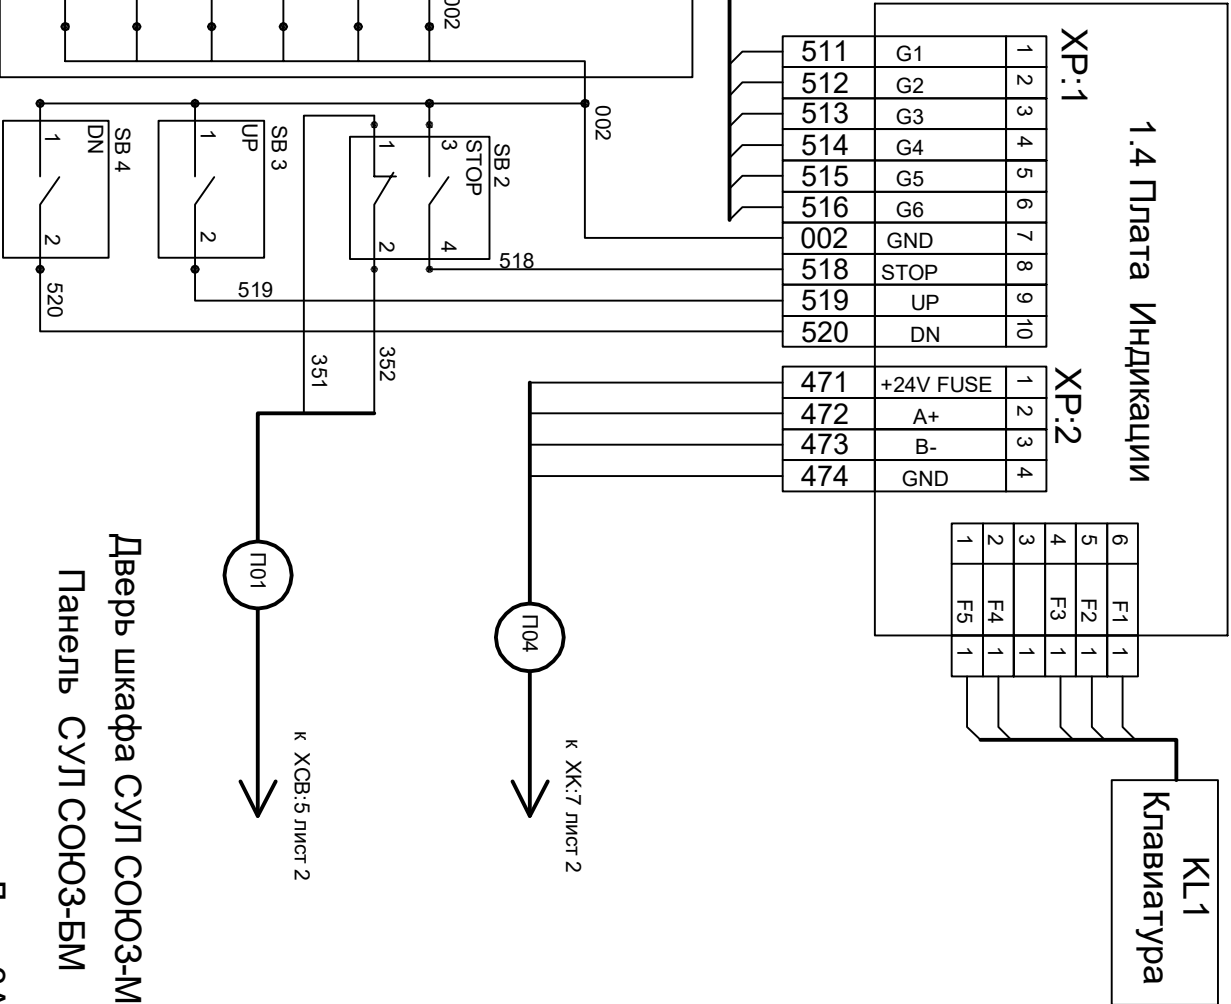 002
XP:1
1.4 Плата Индикации
511 G1 1
512 G2 2
513 G3 3
514 G4 4
515 G5 5
516 G6 6
002 GND 7
518 STOP 8
519 UP 9
520 DN 10
XP:2
471 +24V FUSE 1
472 A+ 2
473 B- 3
474 GND 4
002
SB 2
STOP
1
3
2
4
518
SB 3
UP
1
2
519
SB 4
DN
1
2
520
351
352
6 F1 1
5 F2 1
4 F3 1
3 1
2 F4 1
1 F5 1
KL1
Клавиатура
П01
к ХСВ:5 лист 2
П04
к ХК:7 лист 2
Дверь шкафа СУЛ СОЮЗ-М
Панель СУЛ СОЮЗ-БМ